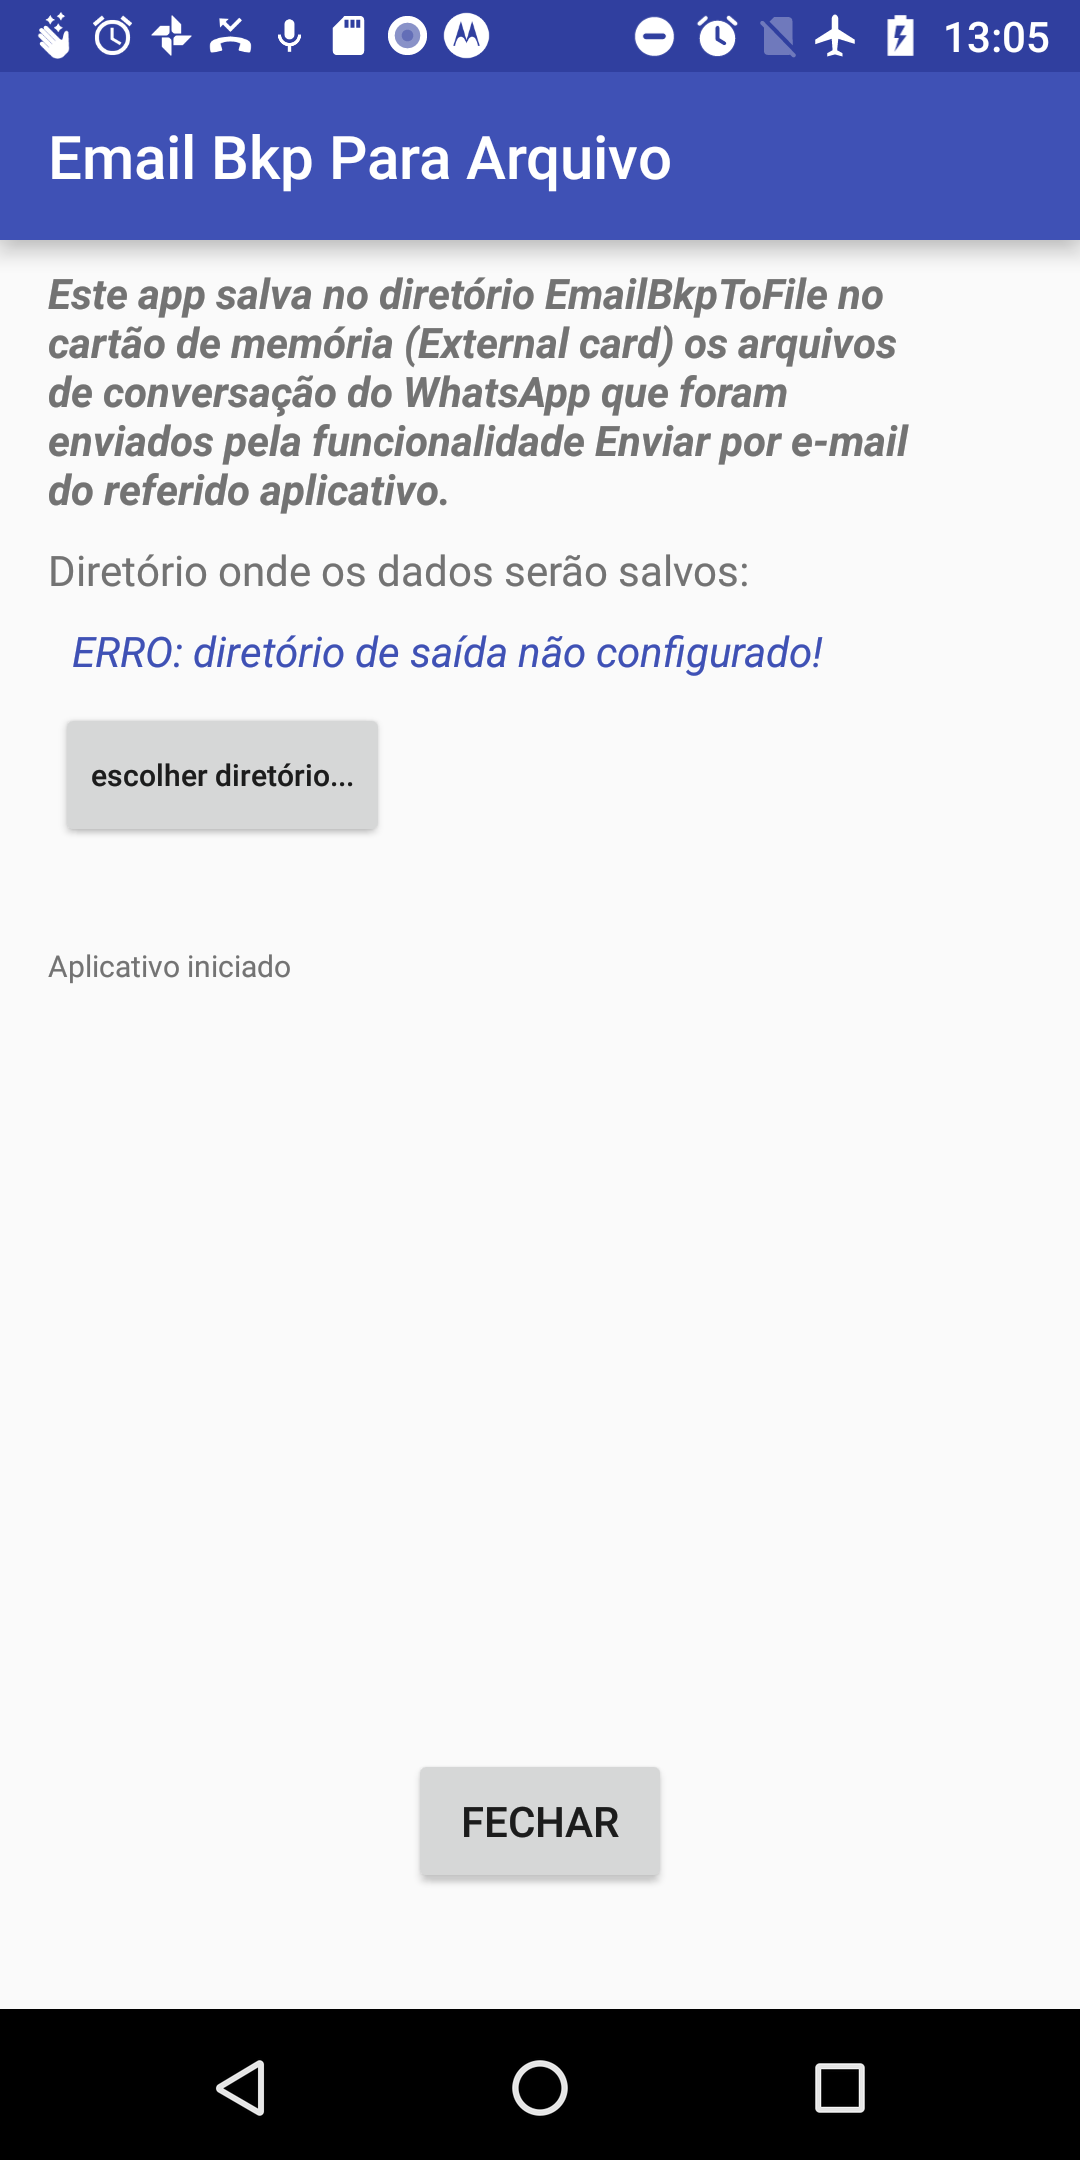 13:05
Email Bkp Para Arquivo
Este app salva no diretório EmailBkpToFile no
cartão de memória (External card) os arquivos
de conversação do WhatsApp que foram
enviados pela funcionalidade Enviar por e-mail
do referido aplicativo.
Diretório onde os dados serão salvos:
ERRO: diretório de saída não configurado!
escolher diretório...
Aplicativo iniciado
FECHAR